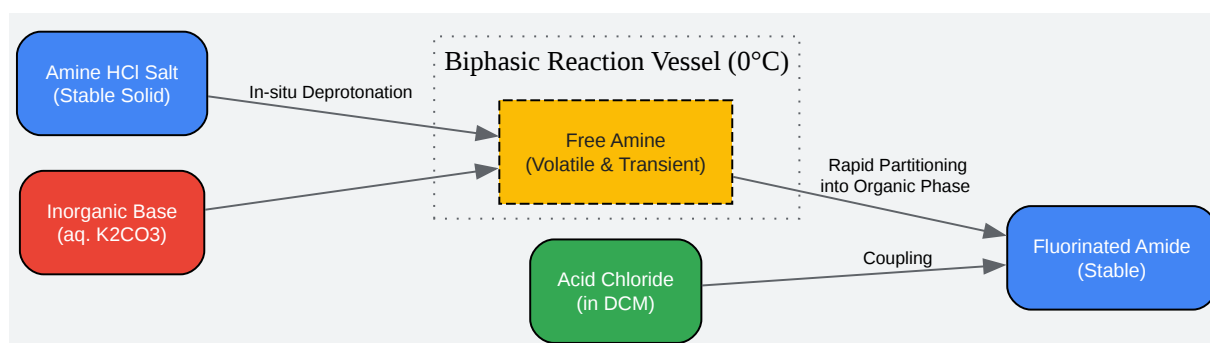 Amine HCl Salt
(Stable Solid)
In-situ Deprotonation
Inorganic Base
(aq. K2CO3)
Biphasic Reaction Vessel (0°C)
Free Amine
(Volatile & Transient)
Rapid Partitioning
into Organic Phase
Acid Chloride
(in DCM)
Coupling
Fluorinated Amide
(Stable)